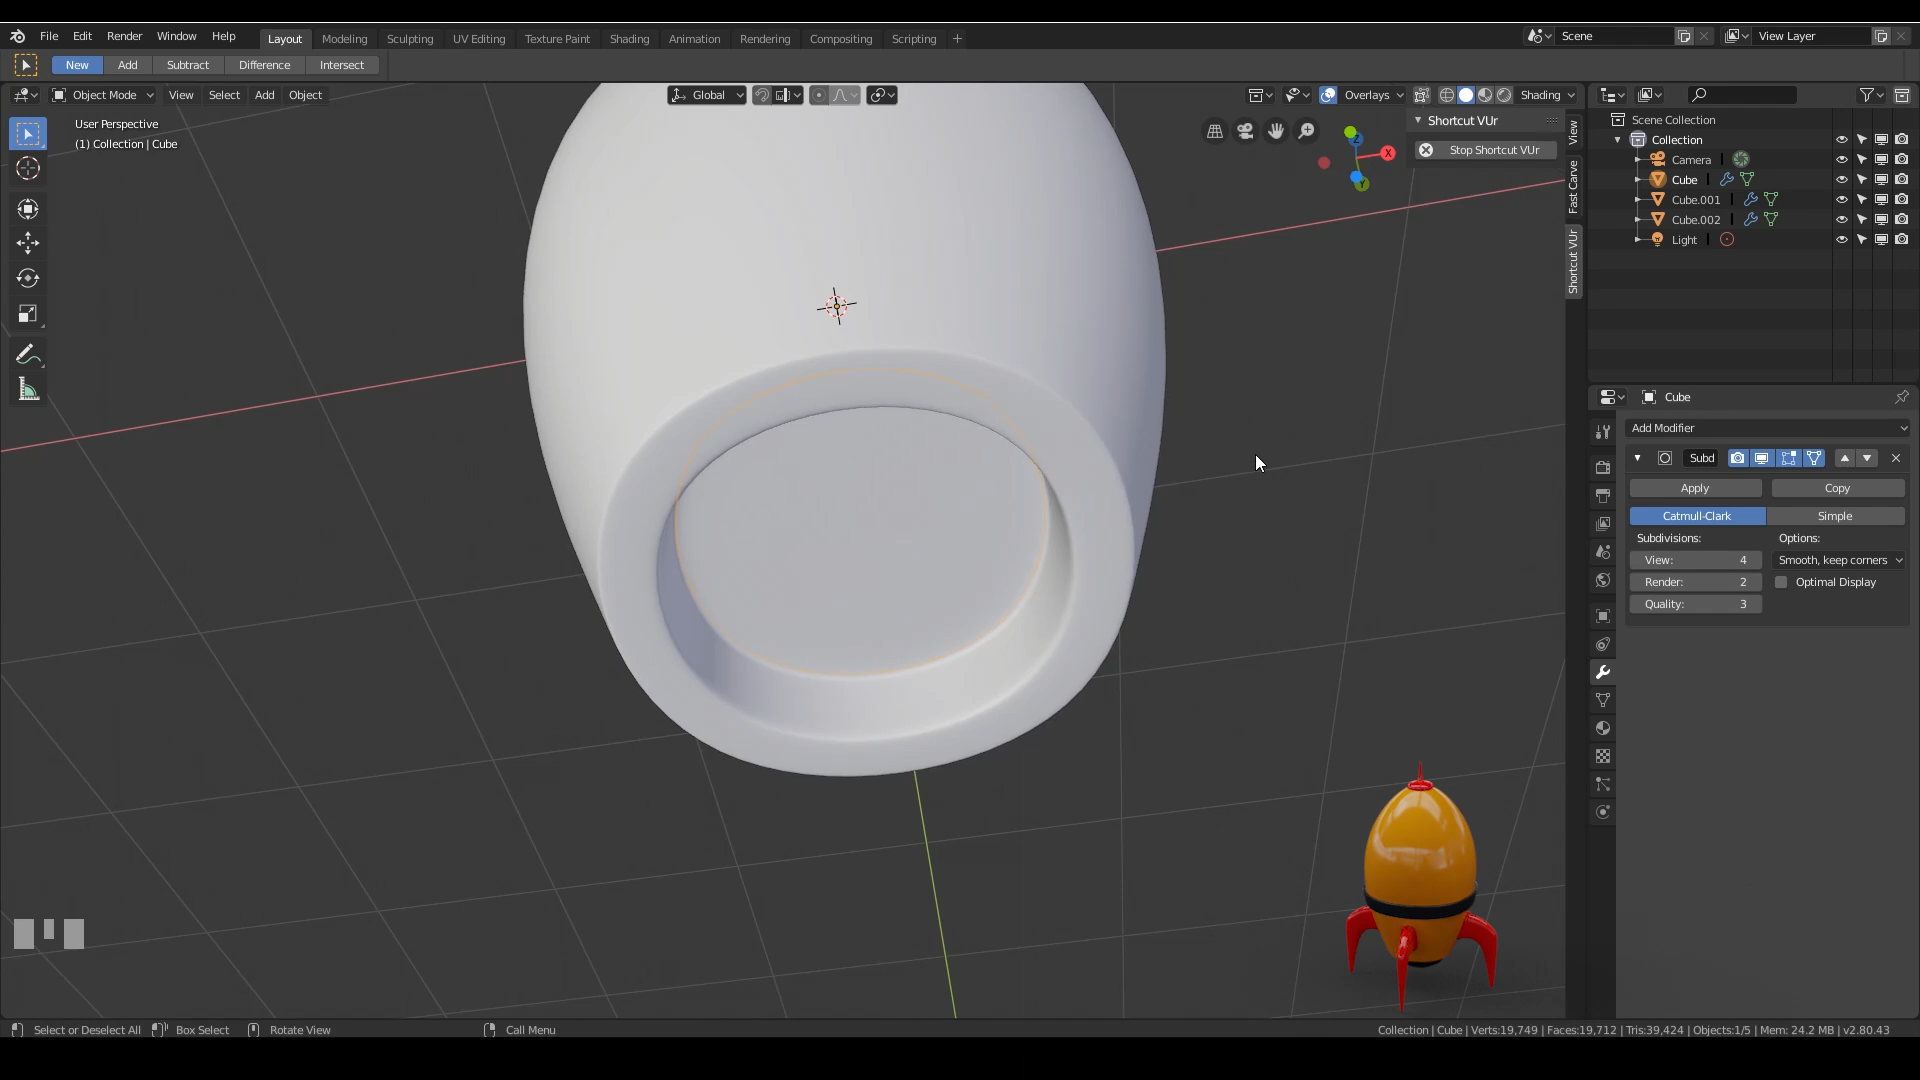 File Edit Render Window Help Layout Modeling Sculpting UV Editing Texture Paint Shading Animation Rendering Compositing Scripting + Scene View Layer
New Add Subtract Difference Intersect
Object Mode View Select Add Object Global Overlays Shading
User Perspective
(1) Collection | Cube
Shortcut VUr
Stop Shortcut VUr
View
Fast Carve
Shortcut VUr
X
Z
Y
Scene Collection
Collection
Camera
Cube
Cube.001
Cube.002
Light
Cube
Add Modifier
Subd
Apply Copy
Catmull-Clark Simple
Subdivisions: Options:
View: 4 Smooth, keep corners
Render: 2 Optimal Display
Quality: 3
Select or Deselect All Box Select Rotate View Call Menu Collection | Cube | Verts:19,749 | Faces:19,712 | Tris:39,424 | Objects:1/5 | Mem: 24.2 MB | v2.80.43